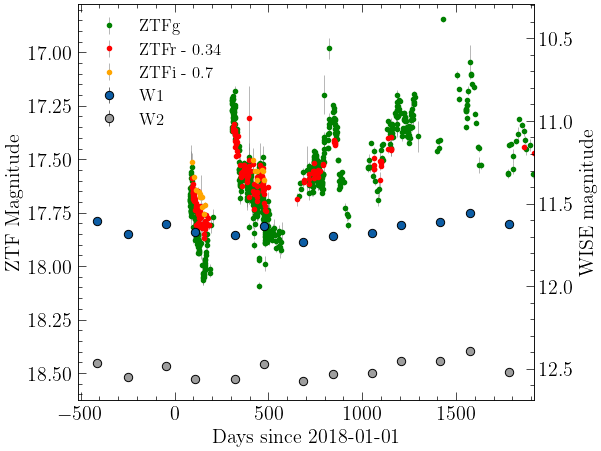 ZTFg
ZTFr - 0.34
ZTFi - 0.7
W1
W2
17.00
17.25
17.50
17.75
18.00
18.25
18.50
ZTF Magnitude
10.5
11.0
11.5
12.0
12.5
WISE magnitude
−500
0
500
1000
1500
Days since 2018-01-01